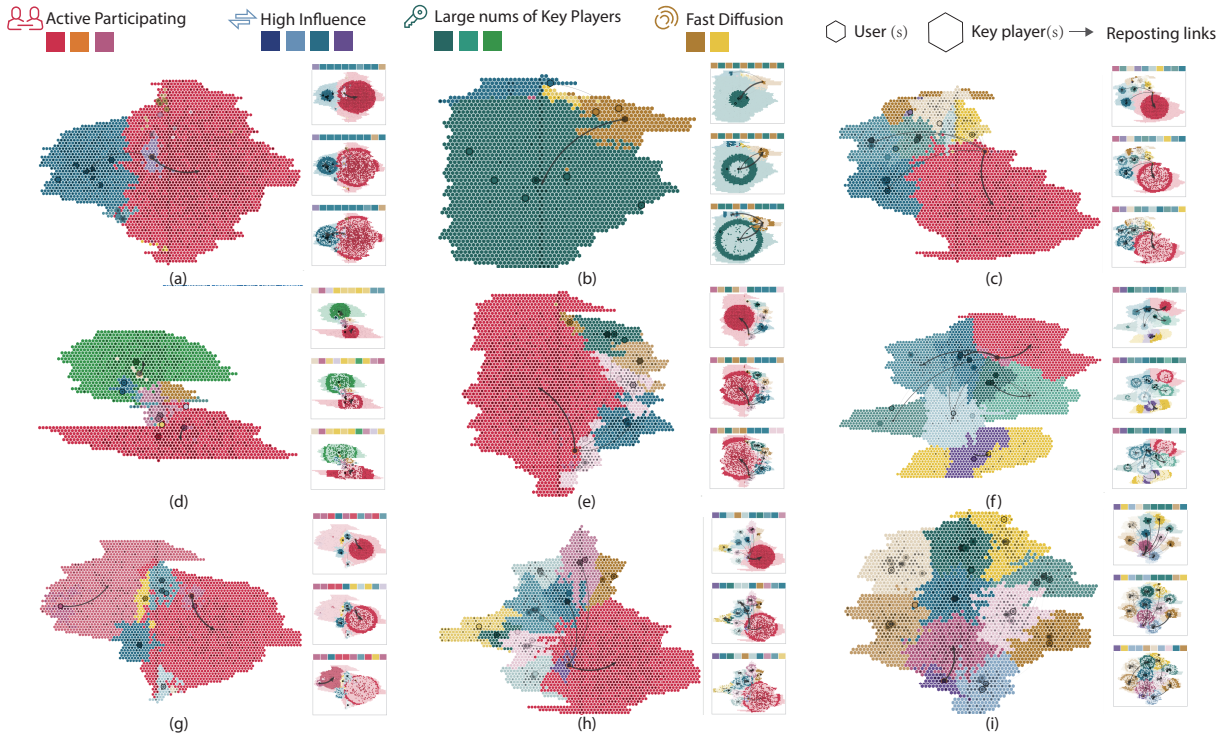 Active Participating
High Influence
Large nums of Key Players
Fast Diffusion
User (s)
Key player(s)
Reposting links
(a)
(b)
(c)
(d)
(e)
(f)
(g)
(h)
(i)